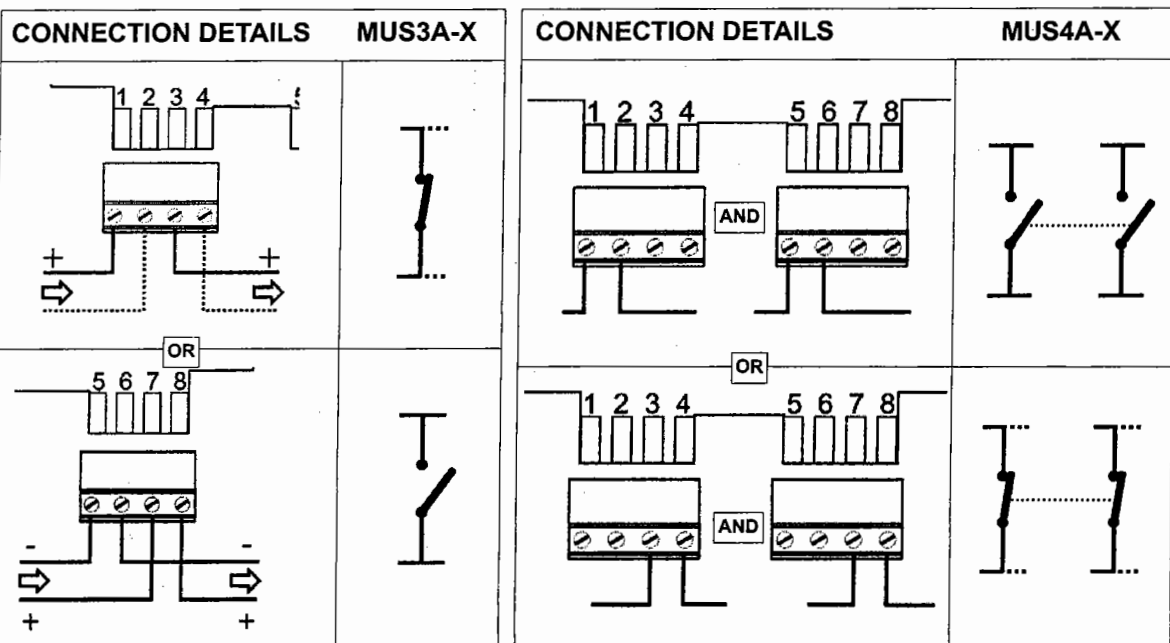 CONNECTION DETAILS MUS3A-X
1 2 3 4
+ +
OR
5 6 7 8
- -
+ +
CONNECTION DETAILS MUS4A-X
1 2 3 4 5 6 7 8
AND
OR
1 2 3 4 5 6 7 8
AND